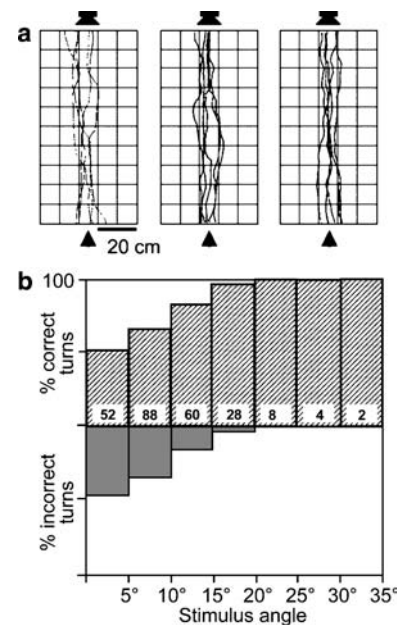 a
20 cm
b
100
% correct turns
52 88 60 28 8 4 2
% incorrect turns
5° 10° 15° 20° 25° 30° 35°
Stimulus angle